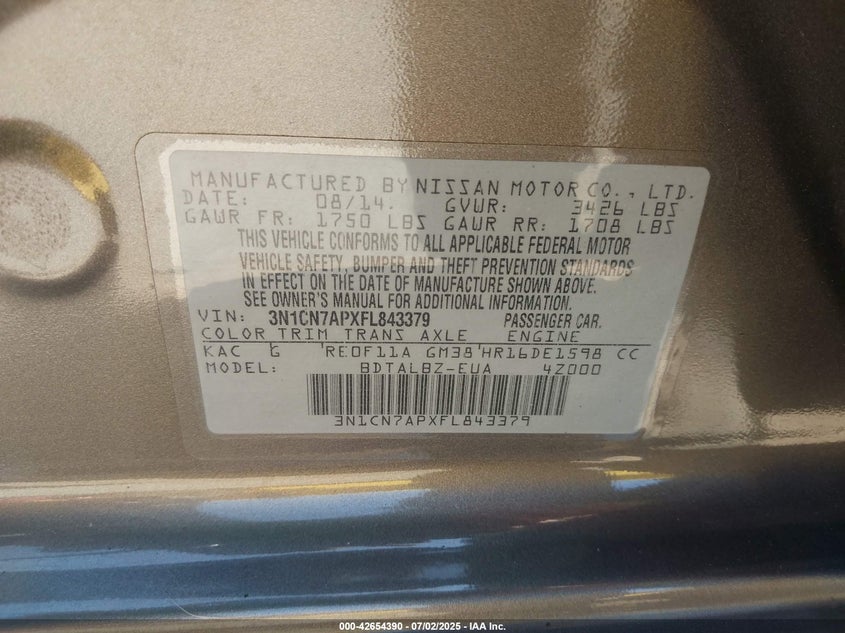 MANUFACTURED BY NISSAN MOTOR CO., LTD.
DATE: 08/14. GVWR: 3426 LBS
GAWR FR: 1750 LBS GAWR RR: 1708 LBS
THIS VEHICLE CONFORMS TO ALL APPLICABLE FEDERAL MOTOR
VEHICLE SAFETY, BUMPER AND THEFT PREVENTION STANDARDS
IN EFFECT ON THE DATE OF MANUFACTURE SHOWN ABOVE.
SEE OWNER'S MANUAL FOR ADDITIONAL INFORMATION.
VIN: 3N1CN7APXFL843379 PASSENGER CAR.
COLOR TRIM TRANS AXLE ENGINE
KAC G 'RE0F11A GM38'HR16DE1598 CC
MODEL: BDTALBZ-EUA 4Z000
3N1CN7APXFL843379
000-42654390 - 07/02/2025 - IAA Inc.